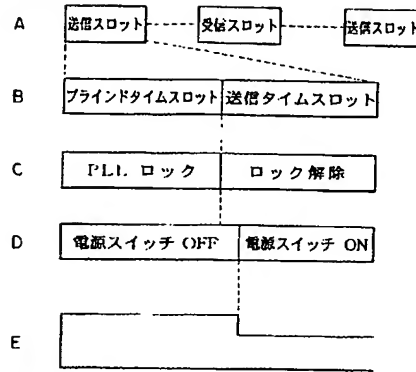 A 送信スロット 受信スロット 送信スロット
B ブラインドタイムスロット 送信タイムスロット
C PLL ロック ロック解除
D 電源スイッチ OFF 電源スイッチ ON
E